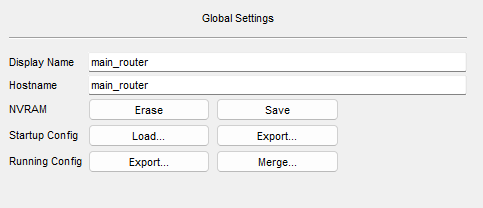 Global Settings
Display Name main_router
Hostname main_router
NVRAM Erase Save
Startup Config Load... Export...
Running Config Export... Merge...